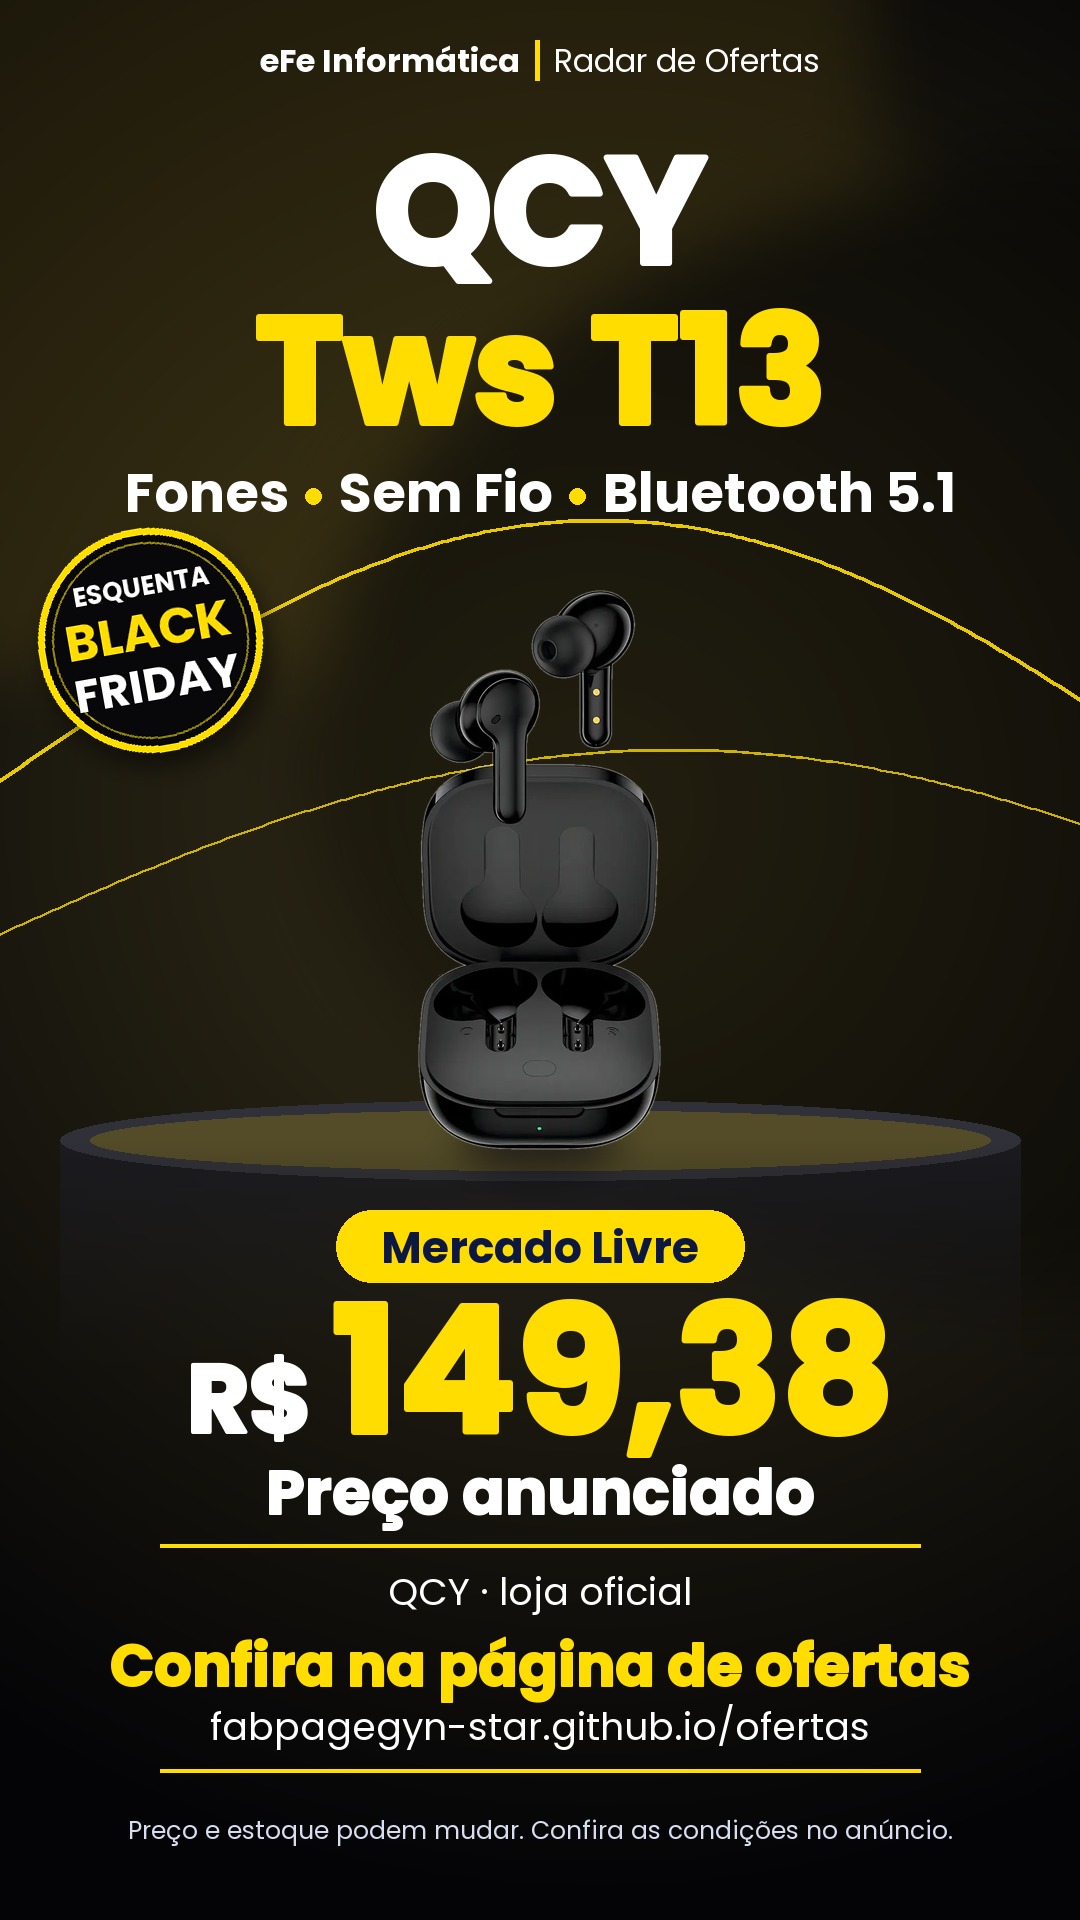 eFe Informática | Radar de Ofertas
QCY
Tws T13
Fones • Sem Fio • Bluetooth 5.1
ESQUENTA
BLACK
FRIDAY
Mercado Livre
R$ 149,38
Preço anunciado
QCY · loja oficial
Confira na página de ofertas
fabpagegyn-star.github.io/ofertas
Preço e estoque podem mudar. Confira as condições no anúncio.